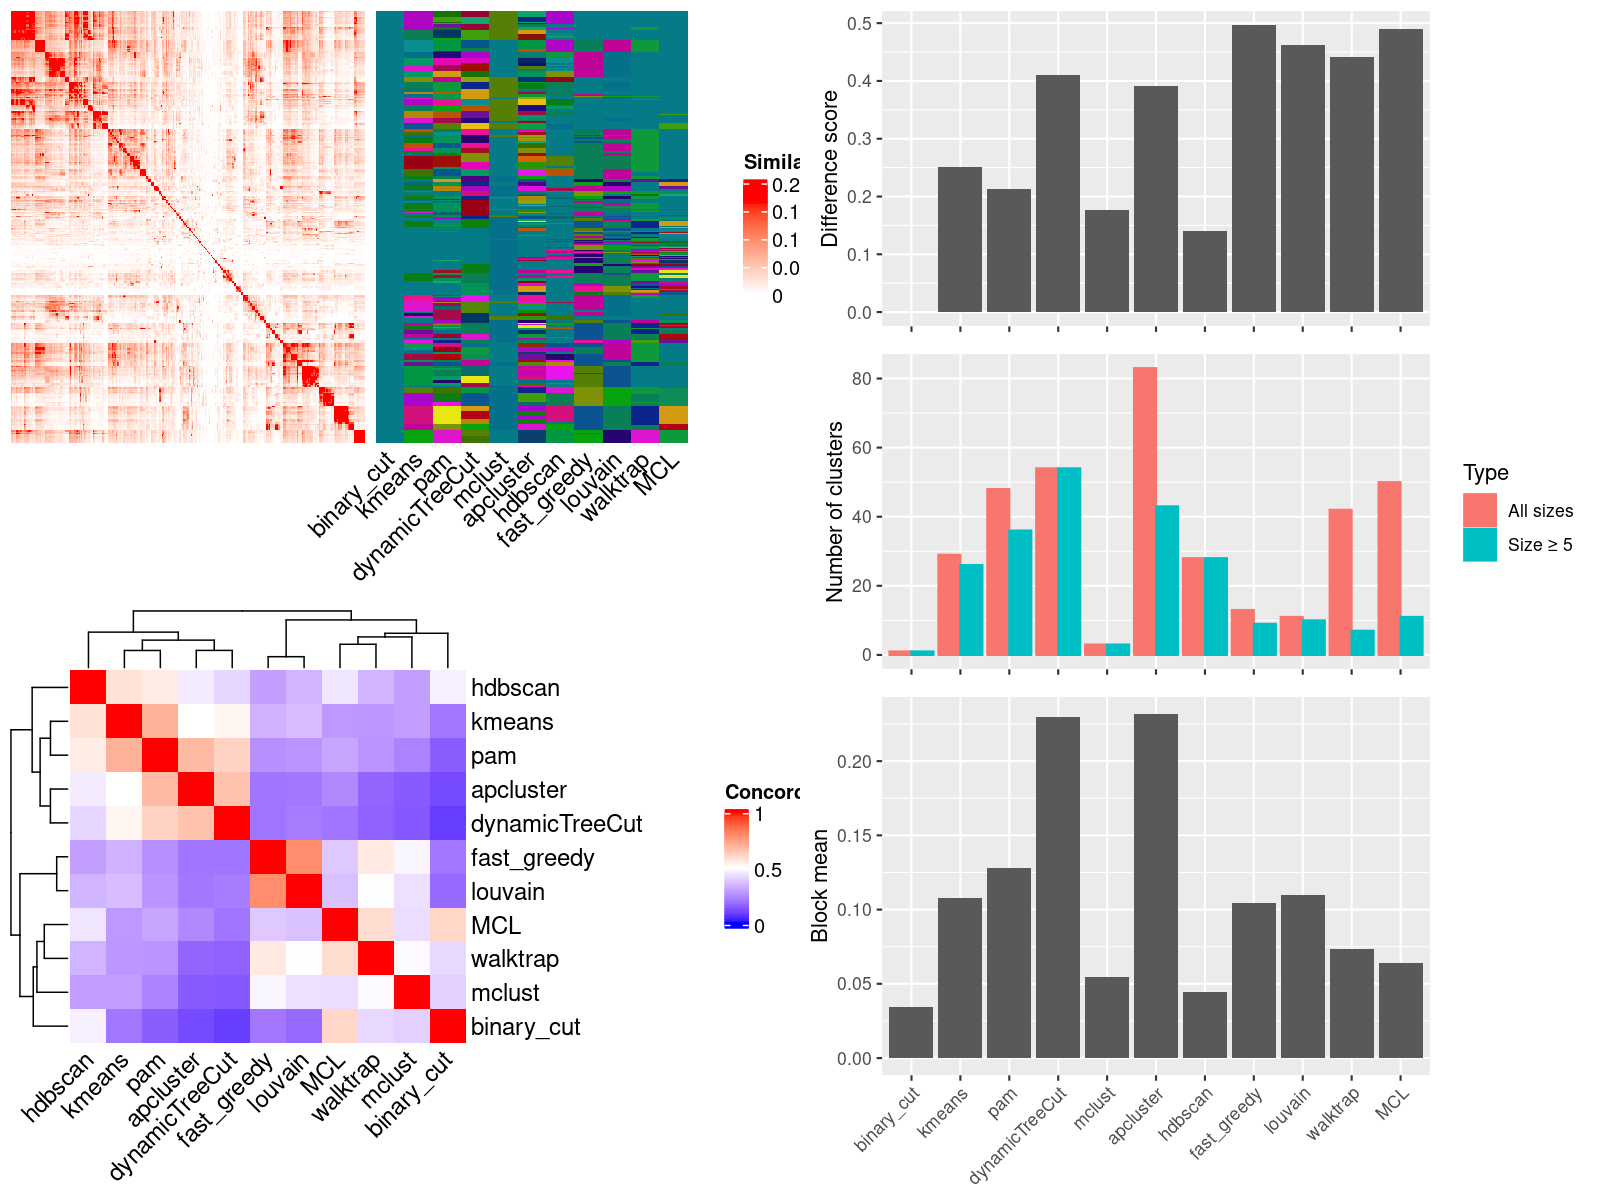 Simila
0.2
0.1
0.1
0.0
0
binary_cut
kmeans
pam
dynamicTreeCut
mclust
apcluster
hdbscan
fast_greedy
louvain
walktrap
MCL
hdbscan
kmeans
pam
apcluster
dynamicTreeCut
fast_greedy
louvain
MCL
walktrap
mclust
binary_cut
hdbscan
kmeans
pam
apcluster
dynamicTreeCut
fast_greedy
louvain
MCL
walktrap
mclust
binary_cut
Concord
1
0.5
0
Difference score
0.5
0.4
0.3
0.2
0.1
0.0
Number of clusters
80
60
40
20
0
Type
All sizes
Size ≥ 5
Block mean
0.20
0.15
0.10
0.05
0.00
binary_cut
kmeans
pam
dynamicTreeCut
mclust
apcluster
hdbscan
fast_greedy
louvain
walktrap
MCL